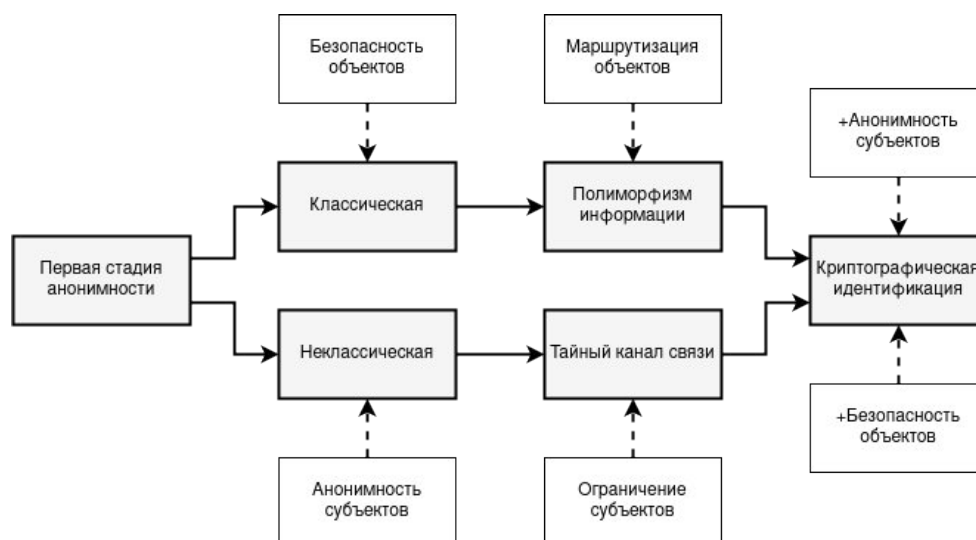 Безопасность
объектов
Маршрутизация
объектов
+Анонимность
субъектов
Классическая
Полиморфизм
информации
Первая стадия
анонимности
Криптографическая
идентификация
Неклассическая
Тайный канал связи
+Безопасность
объектов
Анонимность
субъектов
Ограничение
субъектов